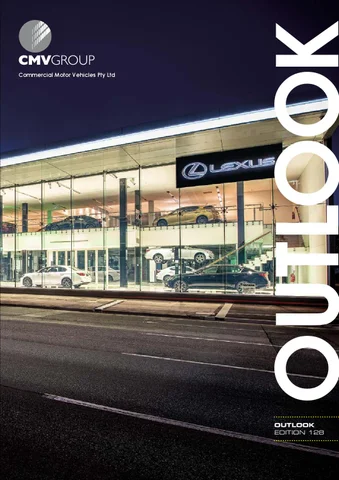 CMVGROUP
Commercial Motor Vehicles Pty Ltd
LEXUS
OUTLOOK
OUTLOOK
EDITION 128